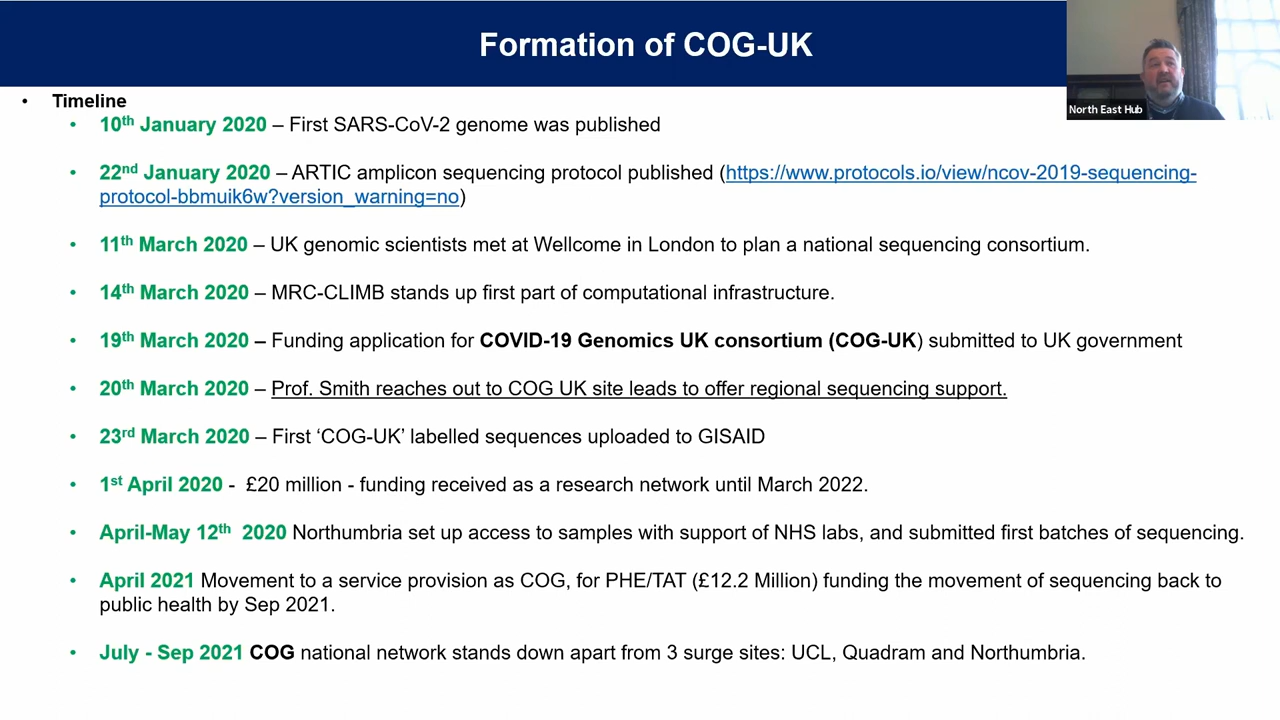 Formation of COG-UK
North East Hub
• Timeline
• 10th January 2020 – First SARS-CoV-2 genome was published
• 22nd January 2020 – ARTIC amplicon sequencing protocol published (https://www.protocols.io/view/ncov-2019-sequencing-
protocol-bbmuik6w?version_warning=no)
• 11th March 2020 – UK genomic scientists met at Wellcome in London to plan a national sequencing consortium.
• 14th March 2020 – MRC-CLIMB stands up first part of computational infrastructure.
• 19th March 2020 – Funding application for COVID-19 Genomics UK consortium (COG-UK) submitted to UK government
• 20th March 2020 – Prof. Smith reaches out to COG UK site leads to offer regional sequencing support.
• 23rd March 2020 – First ‘COG-UK’ labelled sequences uploaded to GISAID
• 1st April 2020 - £20 million - funding received as a research network until March 2022.
• April-May 12th 2020 Northumbria set up access to samples with support of NHS labs, and submitted first batches of sequencing.
• April 2021 Movement to a service provision as COG, for PHE/TAT (£12.2 Million) funding the movement of sequencing back to
public health by Sep 2021.
• July - Sep 2021 COG national network stands down apart from 3 surge sites: UCL, Quadram and Northumbria.